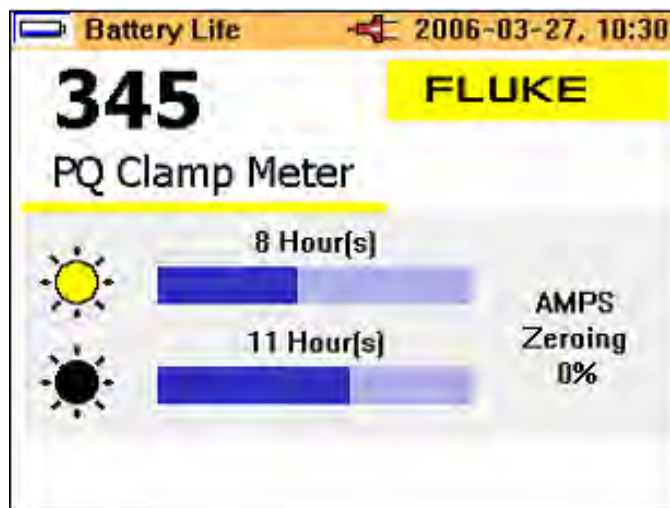 Battery Life 2006-03-27, 10:30
345
FLUKE
PQ Clamp Meter
8 Hour(s)
11 Hour(s)
AMPS
Zeroing
0%